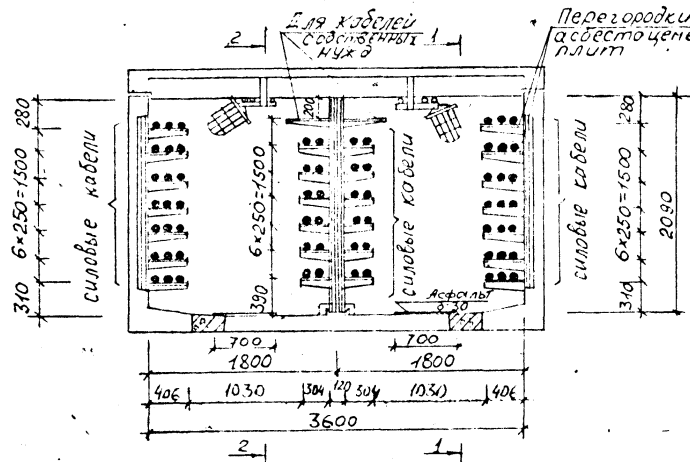 Для кабелей
собственных
нужд
Перегородки
асбестоцеме
плит
2
1
280
6×250=1500
310
силовые кабели
200
6×250=1500
390
силовые кабели
Асфальт
280
6×250=1500
310
силовые кабели
2090
700
700
1800
1800
406
1030
304
120
304
1030
406
3600
2
1